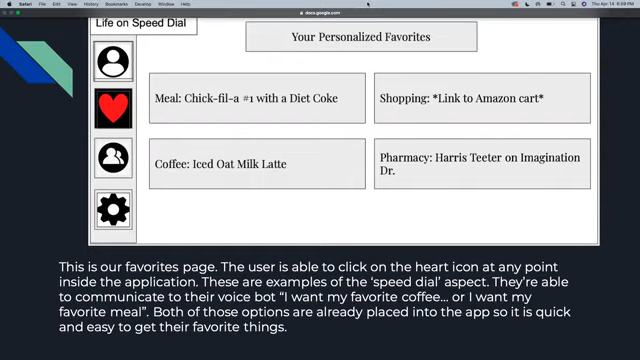 Safari File Edit View History Bookmarks Develop Window Help
Thu Apr 14 6:09 PM
docs.google.com
Life on Speed Dial
Your Personalized Favorites
Meal: Chick-fil-a #1 with a Diet Coke
Shopping: *Link to Amazon cart*
Coffee: Iced Oat Milk Latte
Pharmacy: Harris Teeter on Imagination
Dr.
This is our favorites page. The user is able to click on the heart icon at any point
inside the application. These are examples of the ‘speed dial’ aspect. They’re able
to communicate to their voice bot “I want my favorite coffee... or I want my
favorite meal”. Both of those options are already placed into the app so it is quick
and easy to get their favorite things.